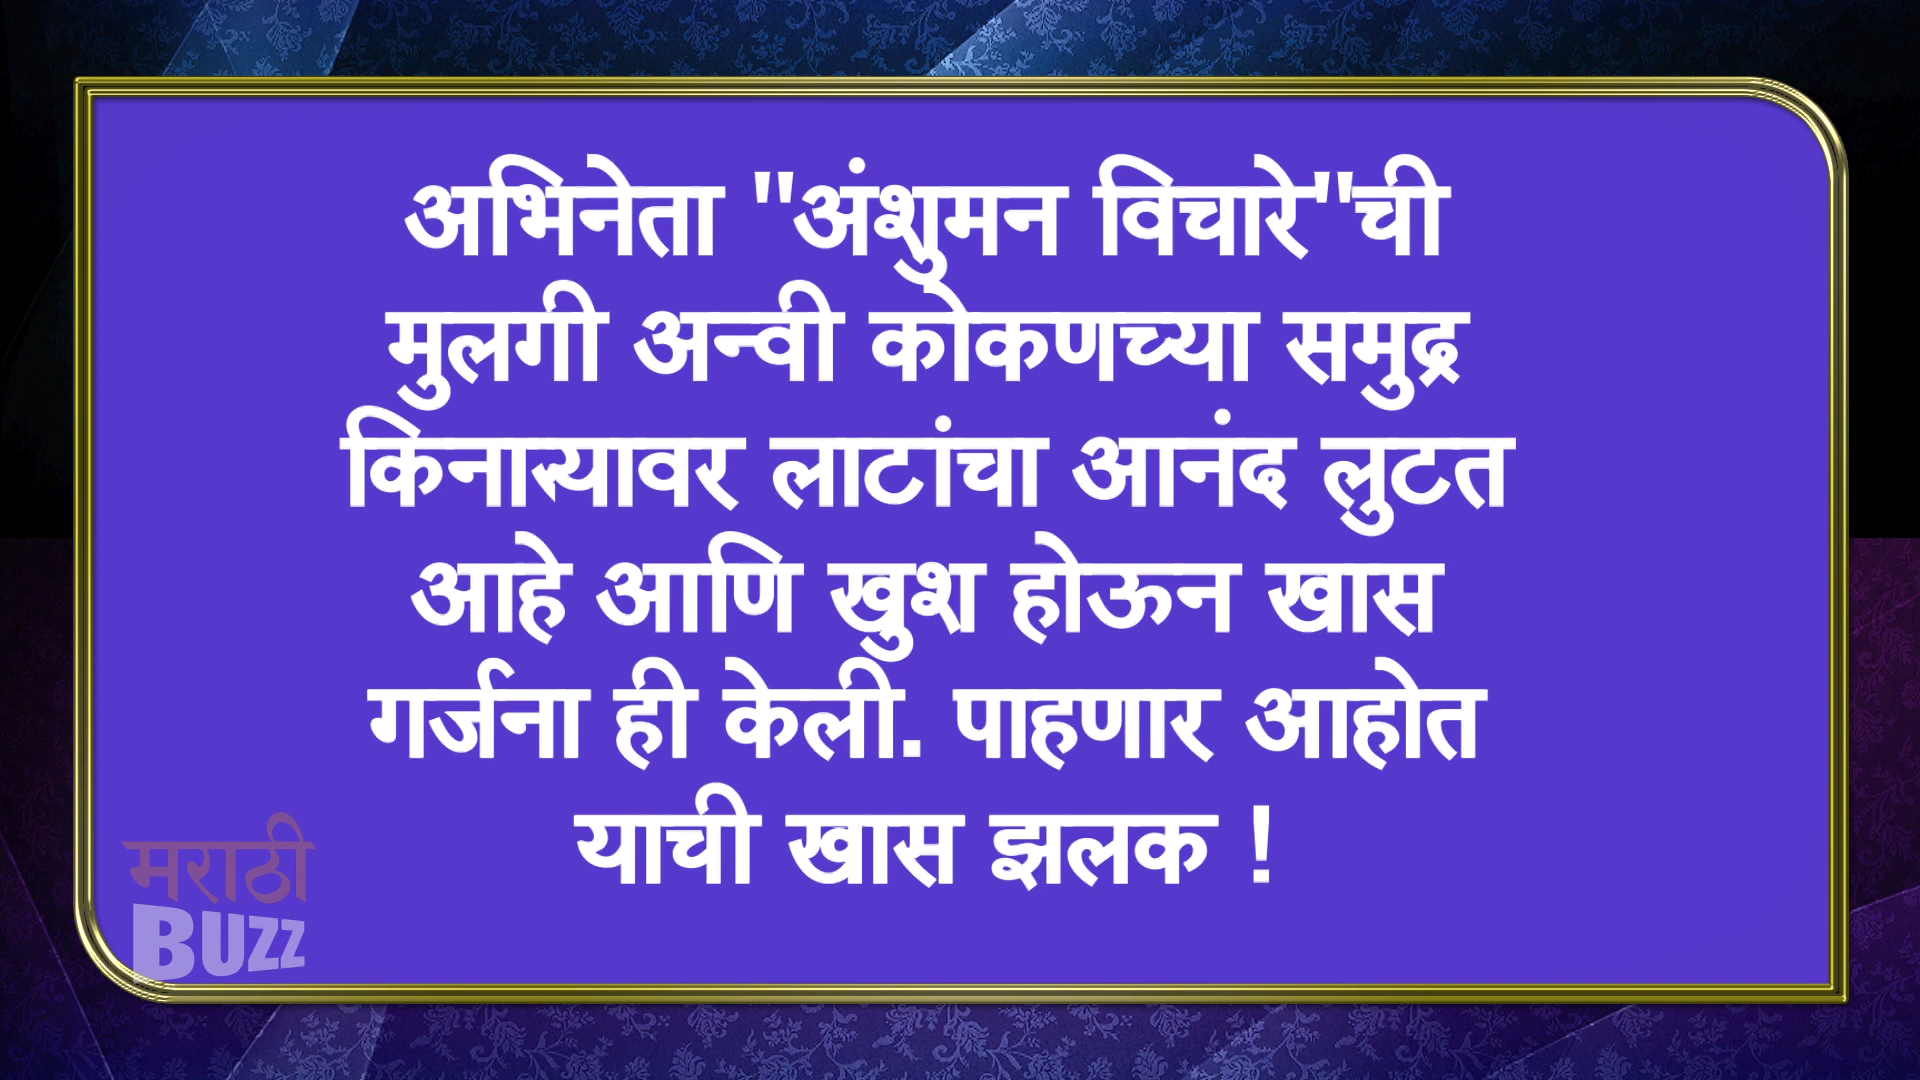 अभिनेता "अंशुमन विचारे"ची
मुलगी अन्वी कोकणच्या समुद्र
किनाऱ्यावर लाटांचा आनंद लुटत
आहे आणि खुश होऊन खास
गर्जना ही केली. पाहणार आहोत
याची खास झलक !
मराठी
BUZZ